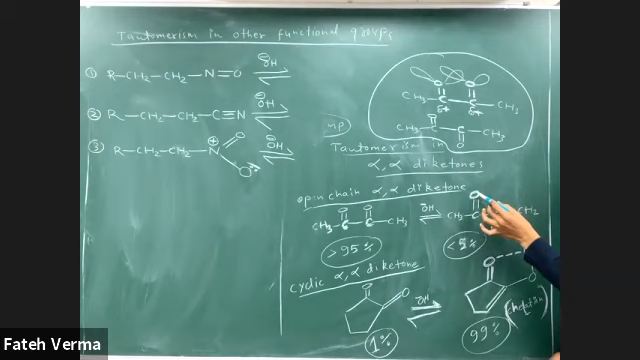 Tautomerism in other functional groups
① R—CH₂—CH₂—N=O ⊖OH ⇌
② R—CH₂—CH₂—C≡N ⊖OH ⇌
③ R—CH₂—CH₂—N⊕ O O ⊖OH ⇌
O O
CH₃—C—C—CH₃
δ+ δ+
O
CH₃—C—C—CH₃
O
mp
Tautomerism in
α, α diketones
open chain α, α diketone
O O
CH₃—C—C—CH₃ ⊖OH ⇌ O CH₃—C CH₂
>95% <5%
cyclic α, α diketone
O O ⊖OH ⇌ O---- O
1% 99%
Fateh Verma